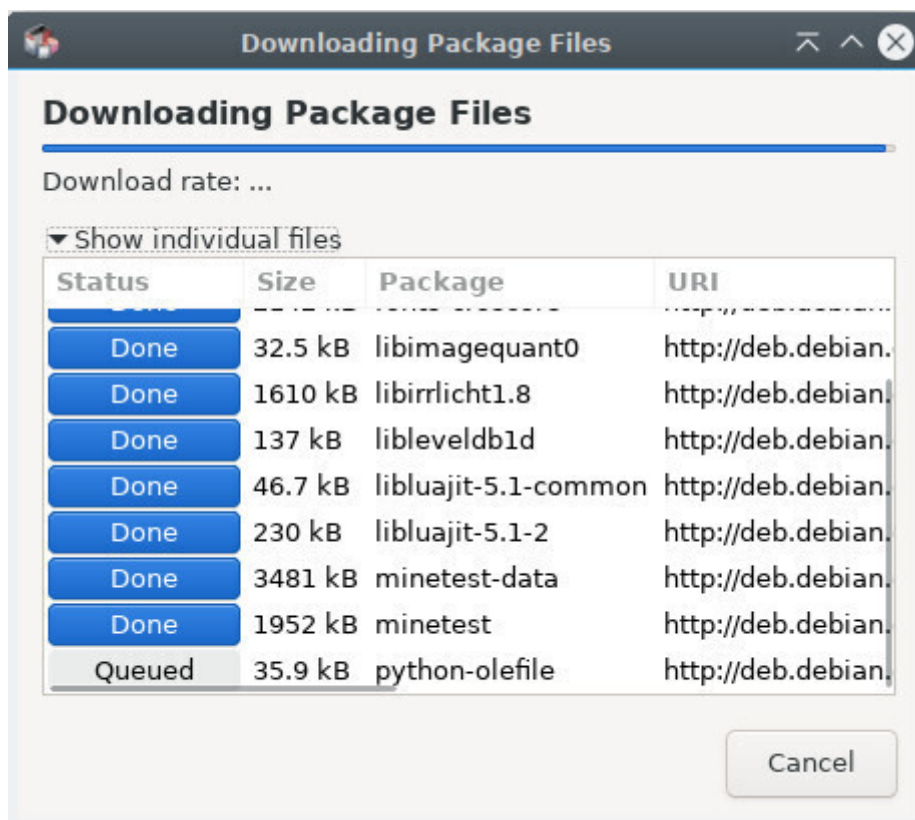 Downloading Package Files
Downloading Package Files
Download rate: ...
Show individual files
Status Size Package URI
Done 32.5 kB libimagequant0 http://deb.debian.
Done 1610 kB libirrlicht1.8 http://deb.debian.
Done 137 kB libleveldb1d http://deb.debian.
Done 46.7 kB libluajit-5.1-common http://deb.debian.
Done 230 kB libluajit-5.1-2 http://deb.debian.
Done 3481 kB minetest-data http://deb.debian.
Done 1952 kB minetest http://deb.debian.
Queued 35.9 kB python-olefile http://deb.debian.
Cancel